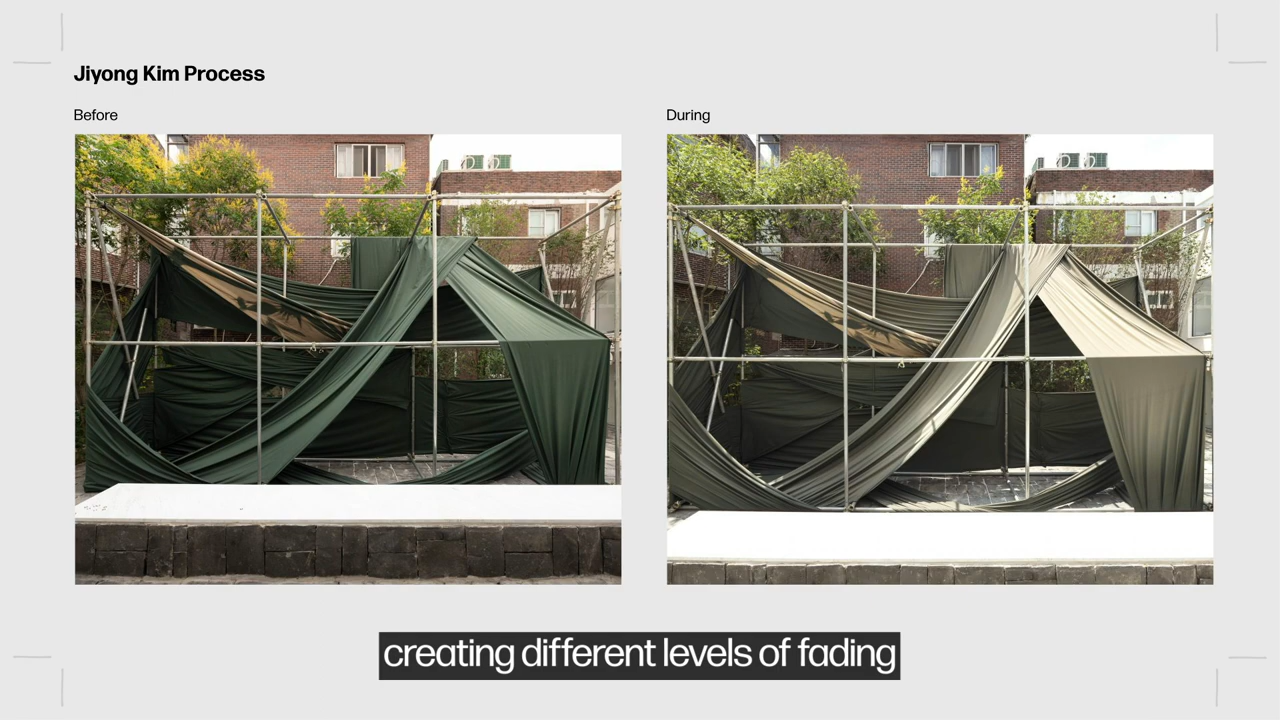 Jiyong Kim Process
Before
During
creating different levels of fading